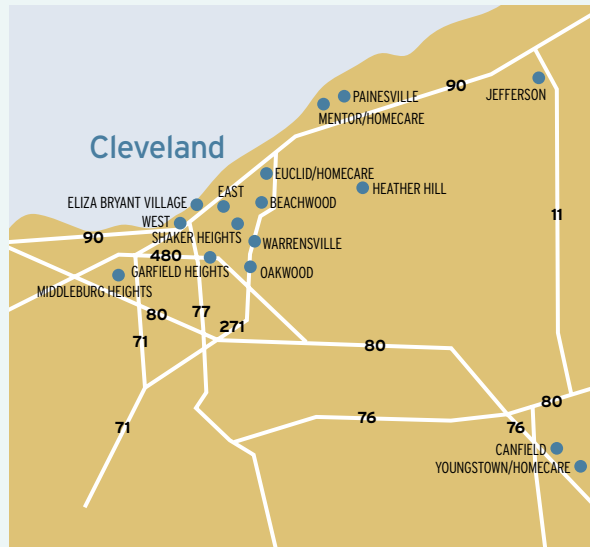 90
PAINESVILLE
JEFFERSON
MENTOR/HOMECARE
Cleveland
EUCLID/HOMECARE
HEATHER HILL
EAST
ELIZA BRYANT VILLAGE
BEACHWOOD
11
WEST
90
SHAKER HEIGHTS
WARRENSVILLE
480
GARFIELD HEIGHTS
OAKWOOD
MIDDLEBURG HEIGHTS
80
77
271
71
80
80
76
71
76
CANFIELD
YOUNGSTOWN/HOMECARE